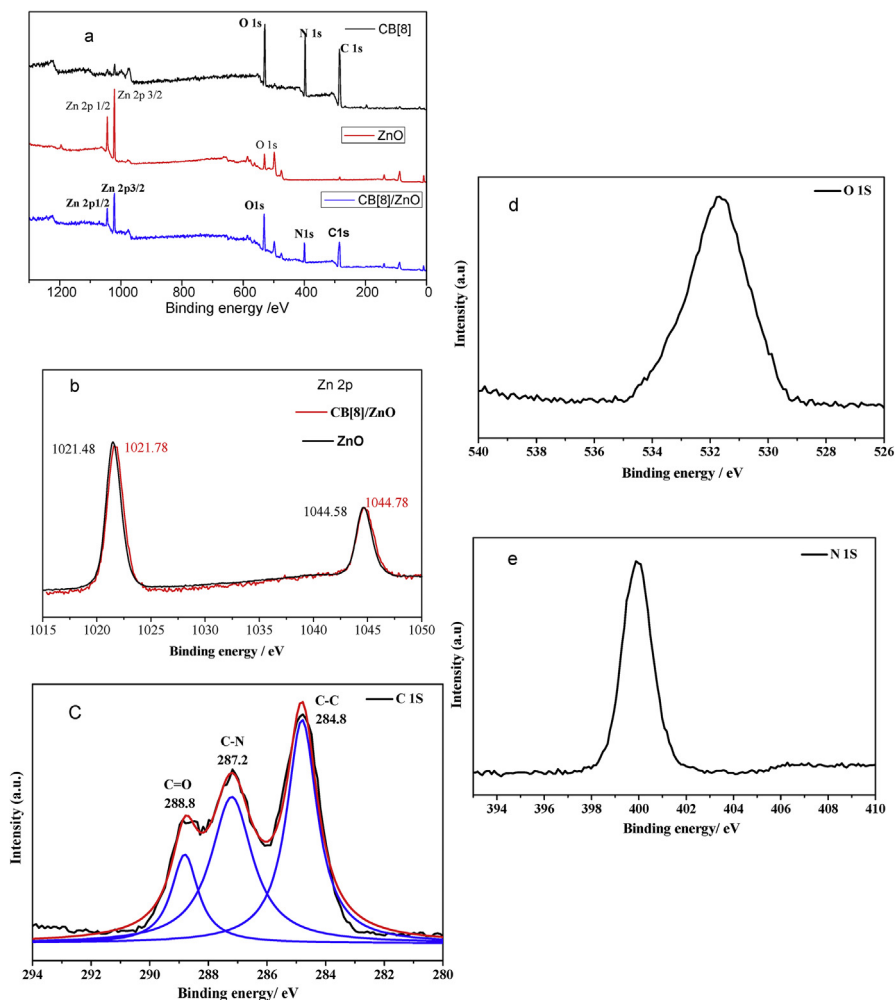 a
O 1s
N 1s
C 1s
CB[8]
Zn 2p 1/2
Zn 2p 3/2
O 1s
ZnO
Zn 2p1/2
Zn 2p3/2
O1s
N1s
C1s
CB[8]/ZnO
1200 1000 800 600 400 200 0
Binding energy /eV
b
Zn 2p
CB[8]/ZnO
ZnO
1021.48
1021.78
1044.58
1044.78
1015 1020 1025 1030 1035 1040 1045 1050
Binding energy / eV
C
C 1S
C=O
288.8
C-N
287.2
C-C
284.8
Intensity (a.u.)
294 292 290 288 286 284 282 280
Binding energy/ eV
d
O 1S
Intensity (a.u)
540 538 536 534 532 530 528 526
Binding energy / eV
e
N 1S
Intensity (a.u)
394 396 398 400 402 404 406 408 410
Binding energy/ eV